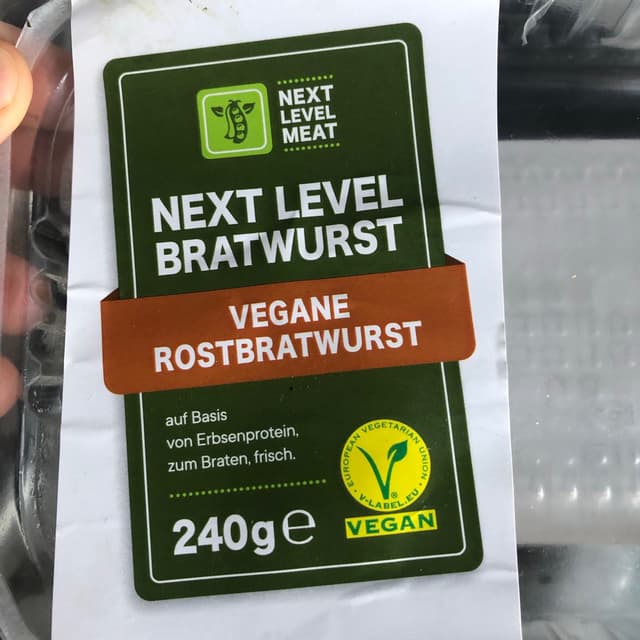 NEXT
LEVEL
MEAT
NEXT LEVEL
BRATWURST
VEGANE
ROSTBRATWURST
auf Basis
von Erbsenprotein,
zum Braten, frisch.
240g℮
EUROPEAN VEGETARIAN UNION
V-LABEL.EU
®
VEGAN